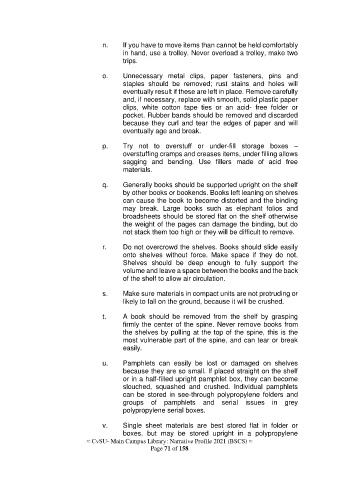 n. If you have to move items than cannot be held comfortably
in hand, use a trolley. Never overload a trolley, make two
trips.
o. Unnecessary metal clips, paper fasteners, pins and
staples should be removed; rust stains and holes will
eventually result if these are left in place. Remove carefully
and, if necessary, replace with smooth, solid plastic paper
clips, white cotton tape ties or an acid- free folder or
pocket. Rubber bands should be removed and discarded
because they curl and tear the edges of paper and will
eventually age and break.
p. Try not to overstuff or under-fill storage boxes –
overstuffing cramps and creases items, under filling allows
sagging and bending. Use fillers made of acid free
materials.
q. Generally books should be supported upright on the shelf
by other books or bookends. Books left leaning on shelves
can cause the book to become distorted and the binding
may break. Large books such as elephant folios and
broadsheets should be stored flat on the shelf otherwise
the weight of the pages can damage the binding, but do
not stack them too high or they will be difficult to remove.
r. Do not overcrowd the shelves. Books should slide easily
onto shelves without force. Make space if they do not.
Shelves should be deep enough to fully support the
volume and leave a space between the books and the back
of the shelf to allow air circulation.
s. Make sure materials in compact units are not protruding or
likely to fall on the ground, because it will be crushed.
t. A book should be removed from the shelf by grasping
firmly the center of the spine. Never remove books from
the shelves by pulling at the top of the spine, this is the
most vulnerable part of the spine, and can tear or break
easily.
u. Pamphlets can easily be lost or damaged on shelves
because they are so small. If placed straight on the shelf
or in a half-filled upright pamphlet box, they can become
slouched, squashed and crushed. Individual pamphlets
can be stored in see-through polypropylene folders and
groups of pamphlets and serial issues in grey
polypropylene serial boxes.
v. Single sheet materials are best stored flat in folder or
boxes, but may be stored upright in a polypropylene
= CvSU- Main Campus Library: Narrative Profile 2021 (BSCS) =
Page 71 of 158